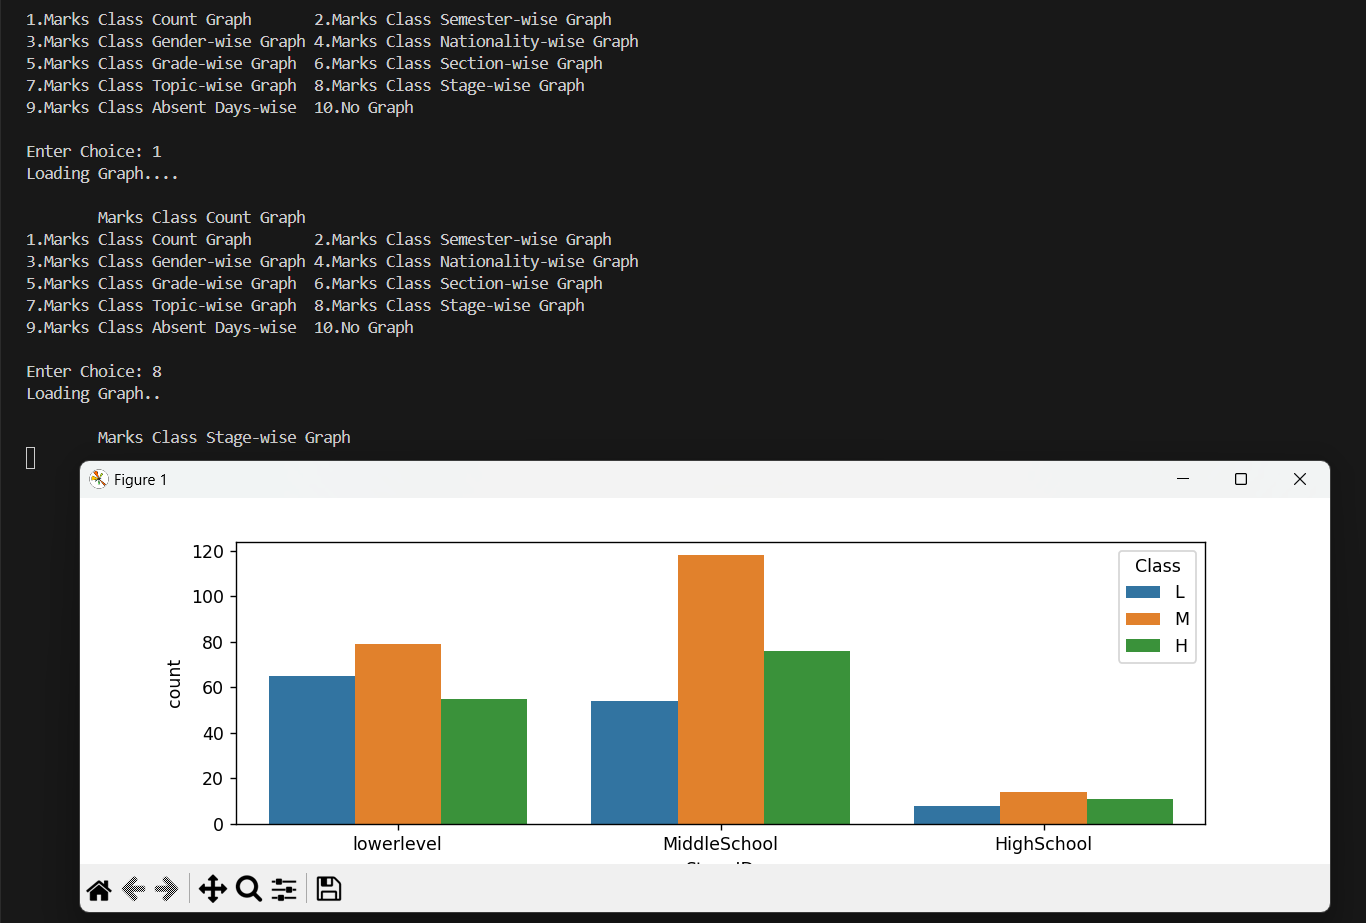 1.Marks Class Count Graph       2.Marks Class Semester-wise Graph
3.Marks Class Gender-wise Graph 4.Marks Class Nationality-wise Graph
5.Marks Class Grade-wise Graph  6.Marks Class Section-wise Graph
7.Marks Class Topic-wise Graph  8.Marks Class Stage-wise Graph
9.Marks Class Absent Days-wise  10.No Graph
Enter Choice: 1
Loading Graph....
Marks Class Count Graph
1.Marks Class Count Graph       2.Marks Class Semester-wise Graph
3.Marks Class Gender-wise Graph 4.Marks Class Nationality-wise Graph
5.Marks Class Grade-wise Graph  6.Marks Class Section-wise Graph
7.Marks Class Topic-wise Graph  8.Marks Class Stage-wise Graph
9.Marks Class Absent Days-wise  10.No Graph
Enter Choice: 8
Loading Graph..
Marks Class Stage-wise Graph
Figure 1
120
100
80
60
40
20
0
count
Class
L
M
H
lowerlevel MiddleSchool HighSchool